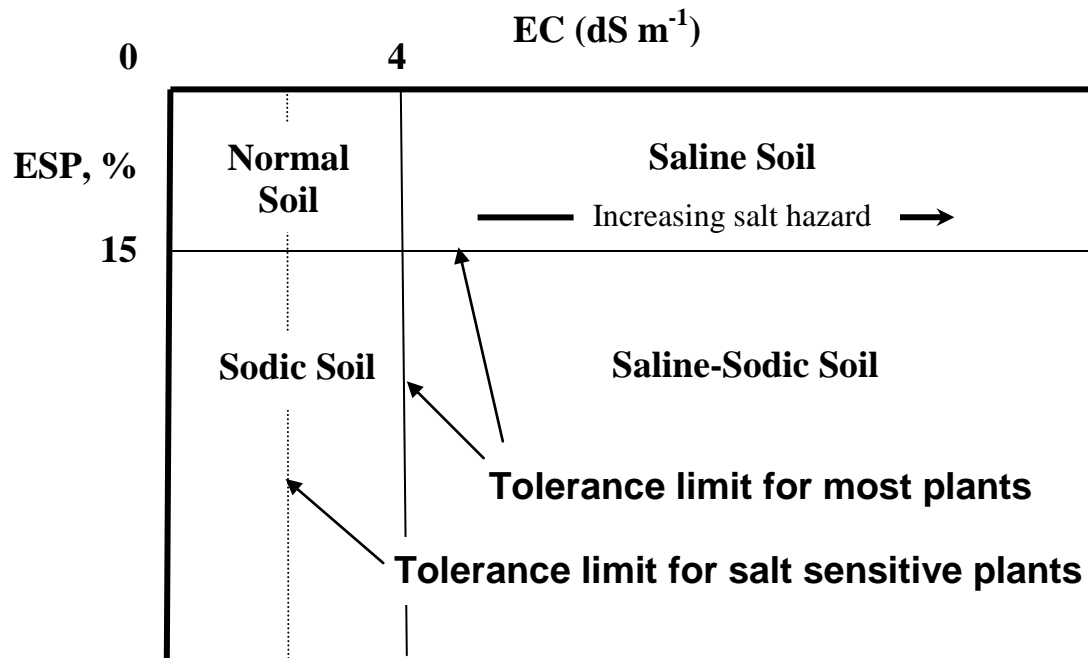 EC (dS m⁻¹)
0
4
ESP, %
Normal
Soil
Saline Soil
Increasing salt hazard
15
Sodic Soil
Saline-Sodic Soil
Tolerance limit for most plants
Tolerance limit for salt sensitive plants